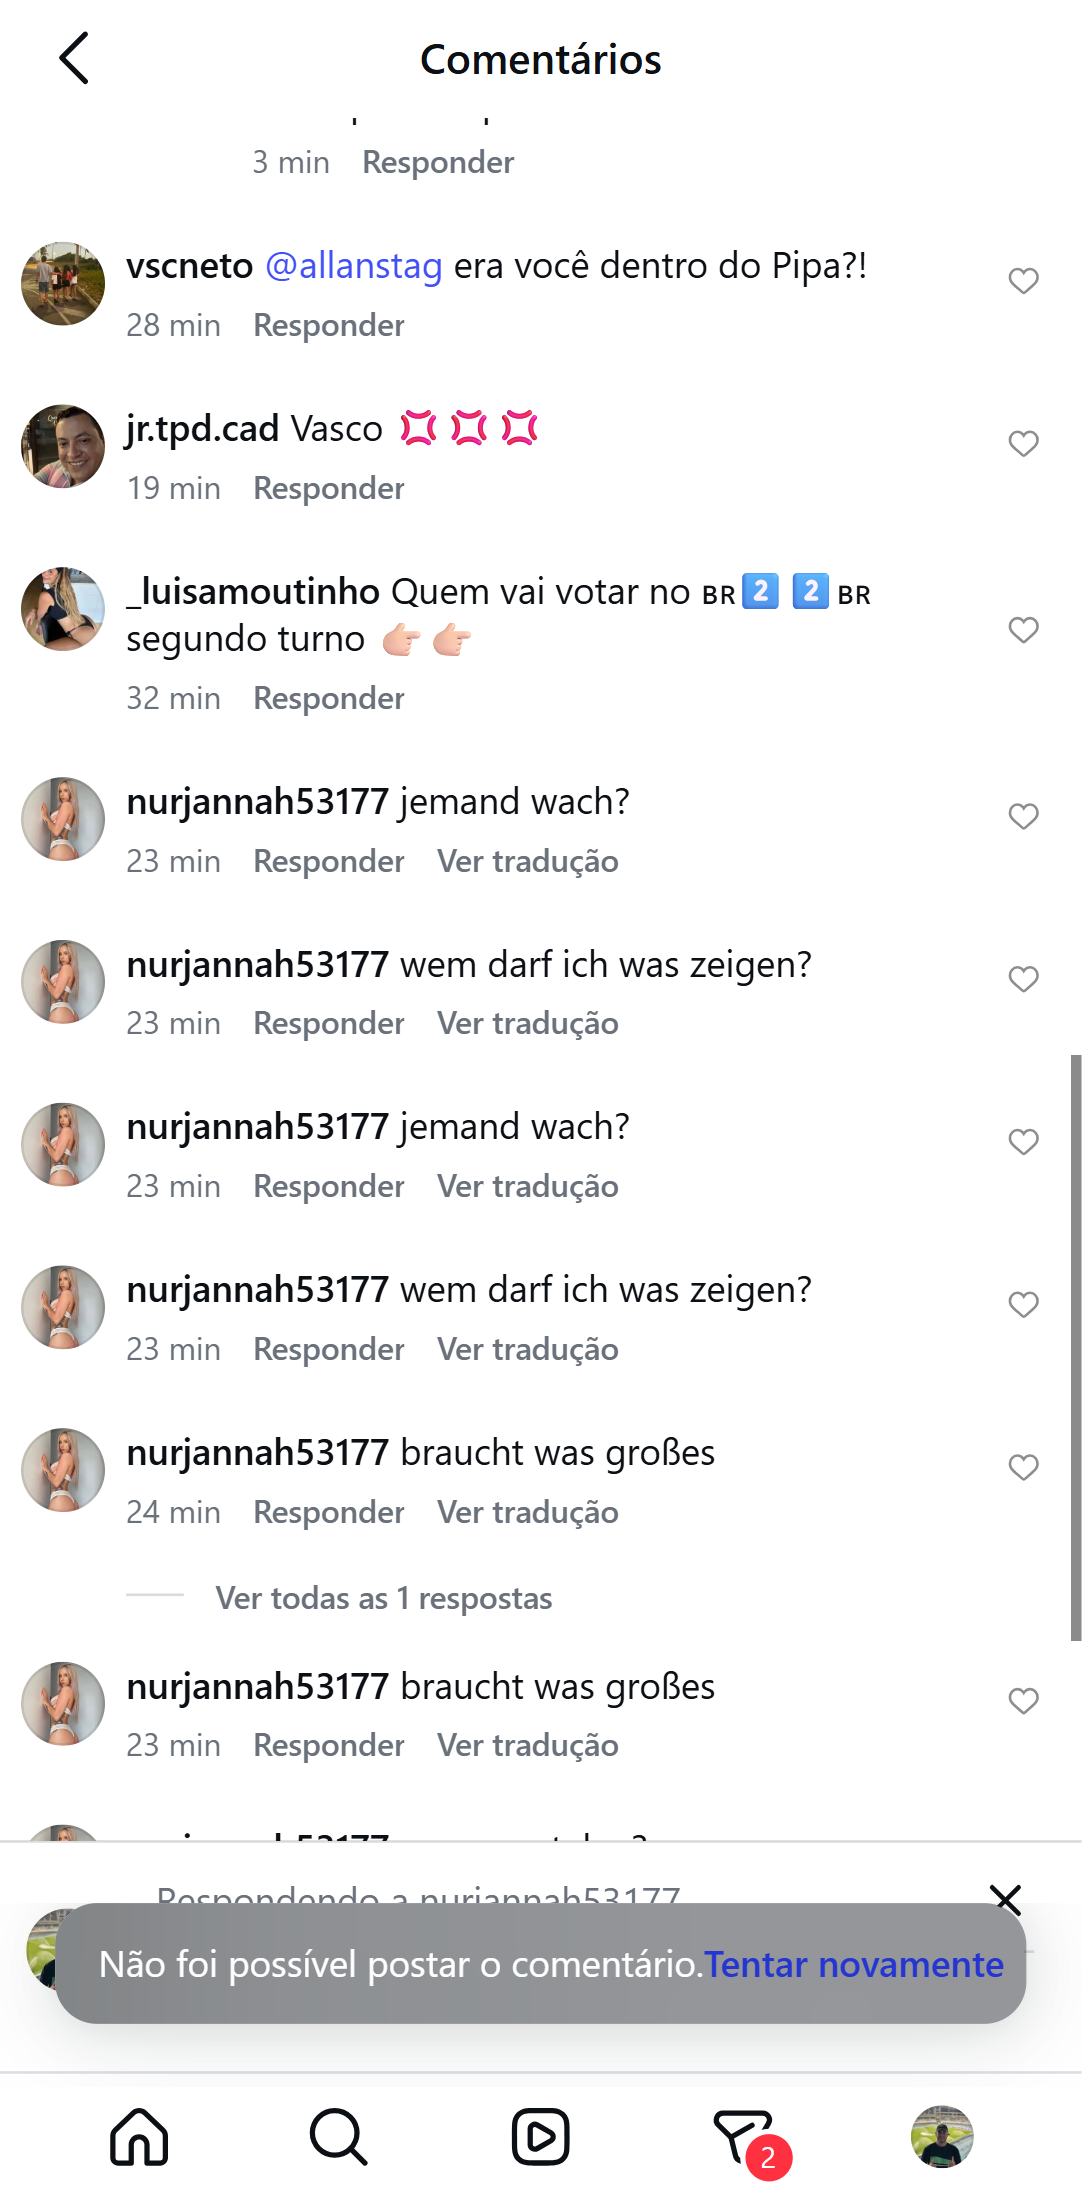 Comentários
3 min Responder
vscneto @allanstag era você dentro do Pipa?!
28 min Responder
jr.tpd.cad Vasco 💢💢💢
19 min Responder
_luisamoutinho Quem vai votar no 🇧🇷2️⃣2️⃣🇧🇷
segundo turno 👉🏻👉🏻
32 min Responder
nurjannah53177 jemand wach?
23 min Responder Ver tradução
nurjannah53177 wem darf ich was zeigen?
23 min Responder Ver tradução
nurjannah53177 jemand wach?
23 min Responder Ver tradução
nurjannah53177 wem darf ich was zeigen?
23 min Responder Ver tradução
nurjannah53177 braucht was großes
24 min Responder Ver tradução
Ver todas as 1 respostas
nurjannah53177 braucht was großes
23 min Responder Ver tradução
nurjannah53177
Respondendo a nurjannah53177
Não foi possível postar o comentário.Tentar novamente
2